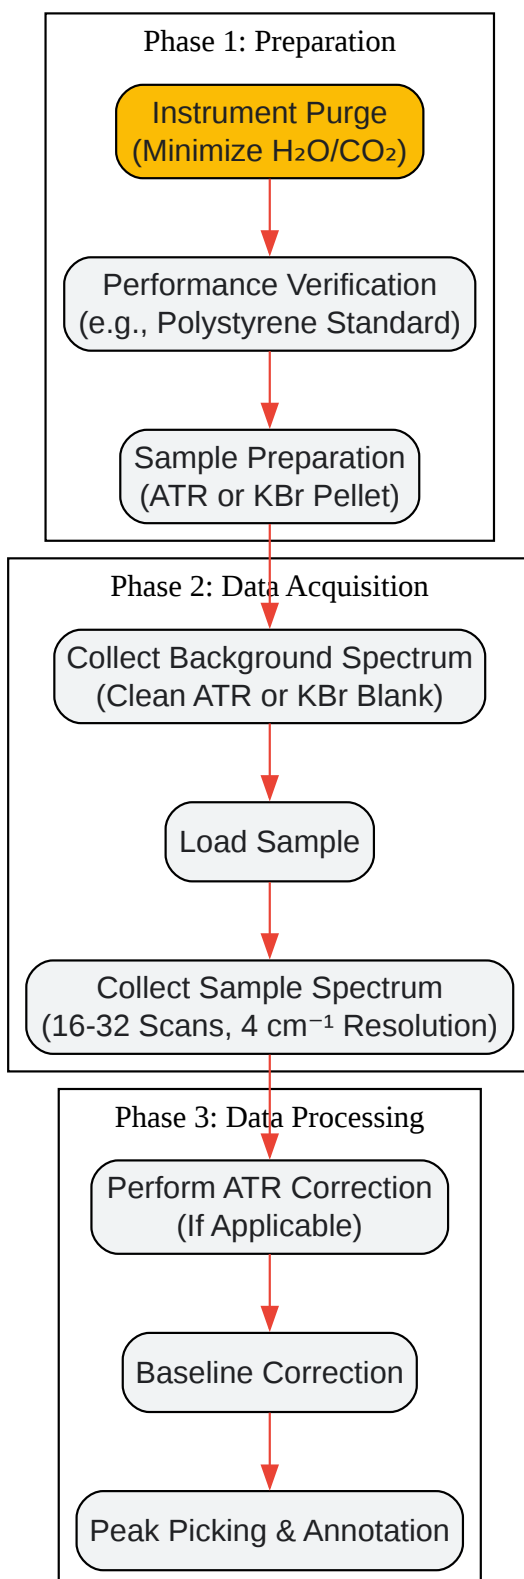 Phase 1: Preparation
Instrument Purge
(Minimize H₂O/CO₂)
Performance Verification
(e.g., Polystyrene Standard)
Sample Preparation
(ATR or KBr Pellet)
Phase 2: Data Acquisition
Collect Background Spectrum
(Clean ATR or KBr Blank)
Load Sample
Collect Sample Spectrum
(16-32 Scans, 4 cm⁻¹ Resolution)
Phase 3: Data Processing
Perform ATR Correction
(If Applicable)
Baseline Correction
Peak Picking & Annotation